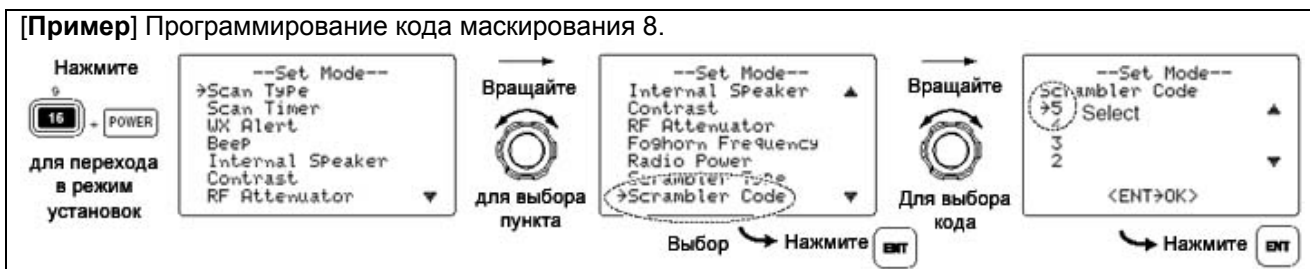 [Пример] Программирование кода маскирования 8.
Нажмите
9
16 + POWER
для перехода
в режим
установок
--Set Mode--
→Scan Type
Scan Timer
WX Alert
Beep
Internal Speaker
Contrast
RF Attenuator ▼
Вращайте
для выбора
пункта
--Set Mode--
Internal Speaker ▲
Contrast
RF Attenuator
Foghorn Frequency
Radio Power
Scrambler Type
→Scrambler Code ▼
Выбор
Нажмите ENT
Вращайте
Для выбора
кода
--Set Mode--
Scrambler Code
→5 Select ▲
4
3
2 ▼
<ENT→OK>
Нажмите ENT